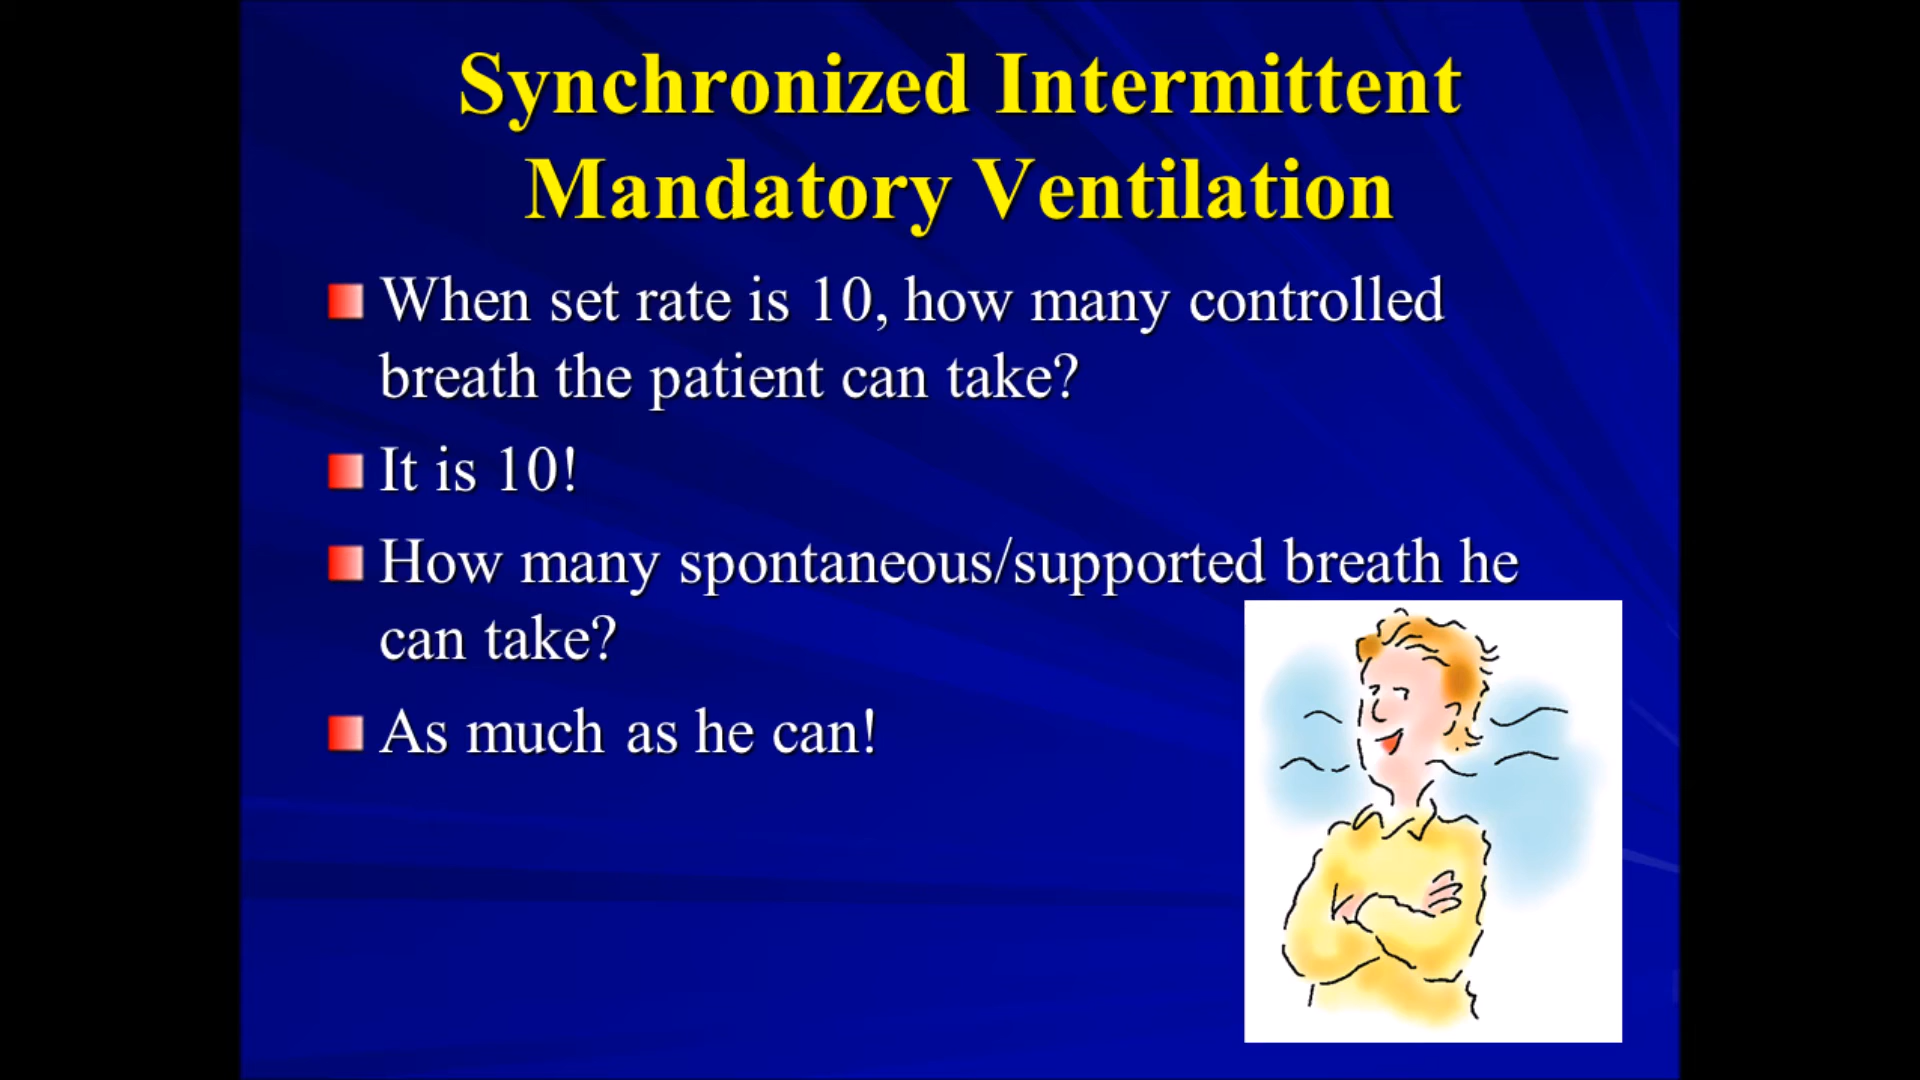 Synchronized Intermittent
Mandatory Ventilation
When set rate is 10, how many controlled
breath the patient can take?
It is 10!
How many spontaneous/supported breath he
can take?
As much as he can!